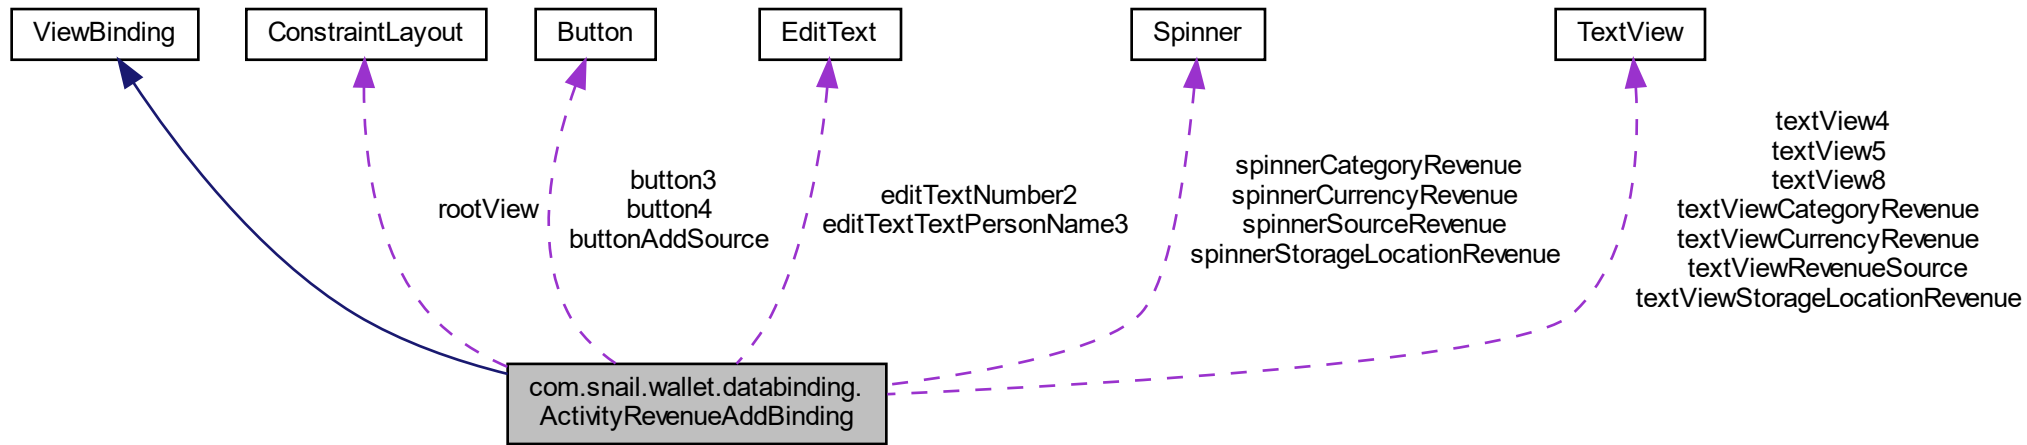 ViewBinding
ConstraintLayout
Button
EditText
Spinner
TextView
rootView
button3
button4
buttonAddSource
editTextNumber2
editTextTextPersonName3
spinnerCategoryRevenue
spinnerCurrencyRevenue
spinnerSourceRevenue
spinnerStorageLocationRevenue
textView4
textView5
textView8
textViewCategoryRevenue
textViewCurrencyRevenue
textViewRevenueSource
textViewStorageLocationRevenue
com.snail.wallet.databinding.
ActivityRevenueAddBinding